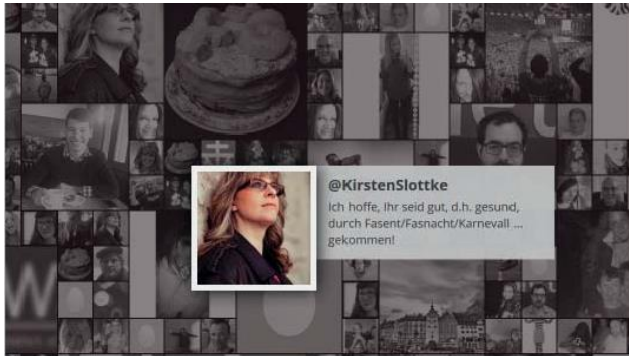 @KirstenSlottke
Ich hoffe, Ihr seid gut, d.h. gesund,
durch Fasent/Fasnacht/Karnevall ...
gekommen!
W